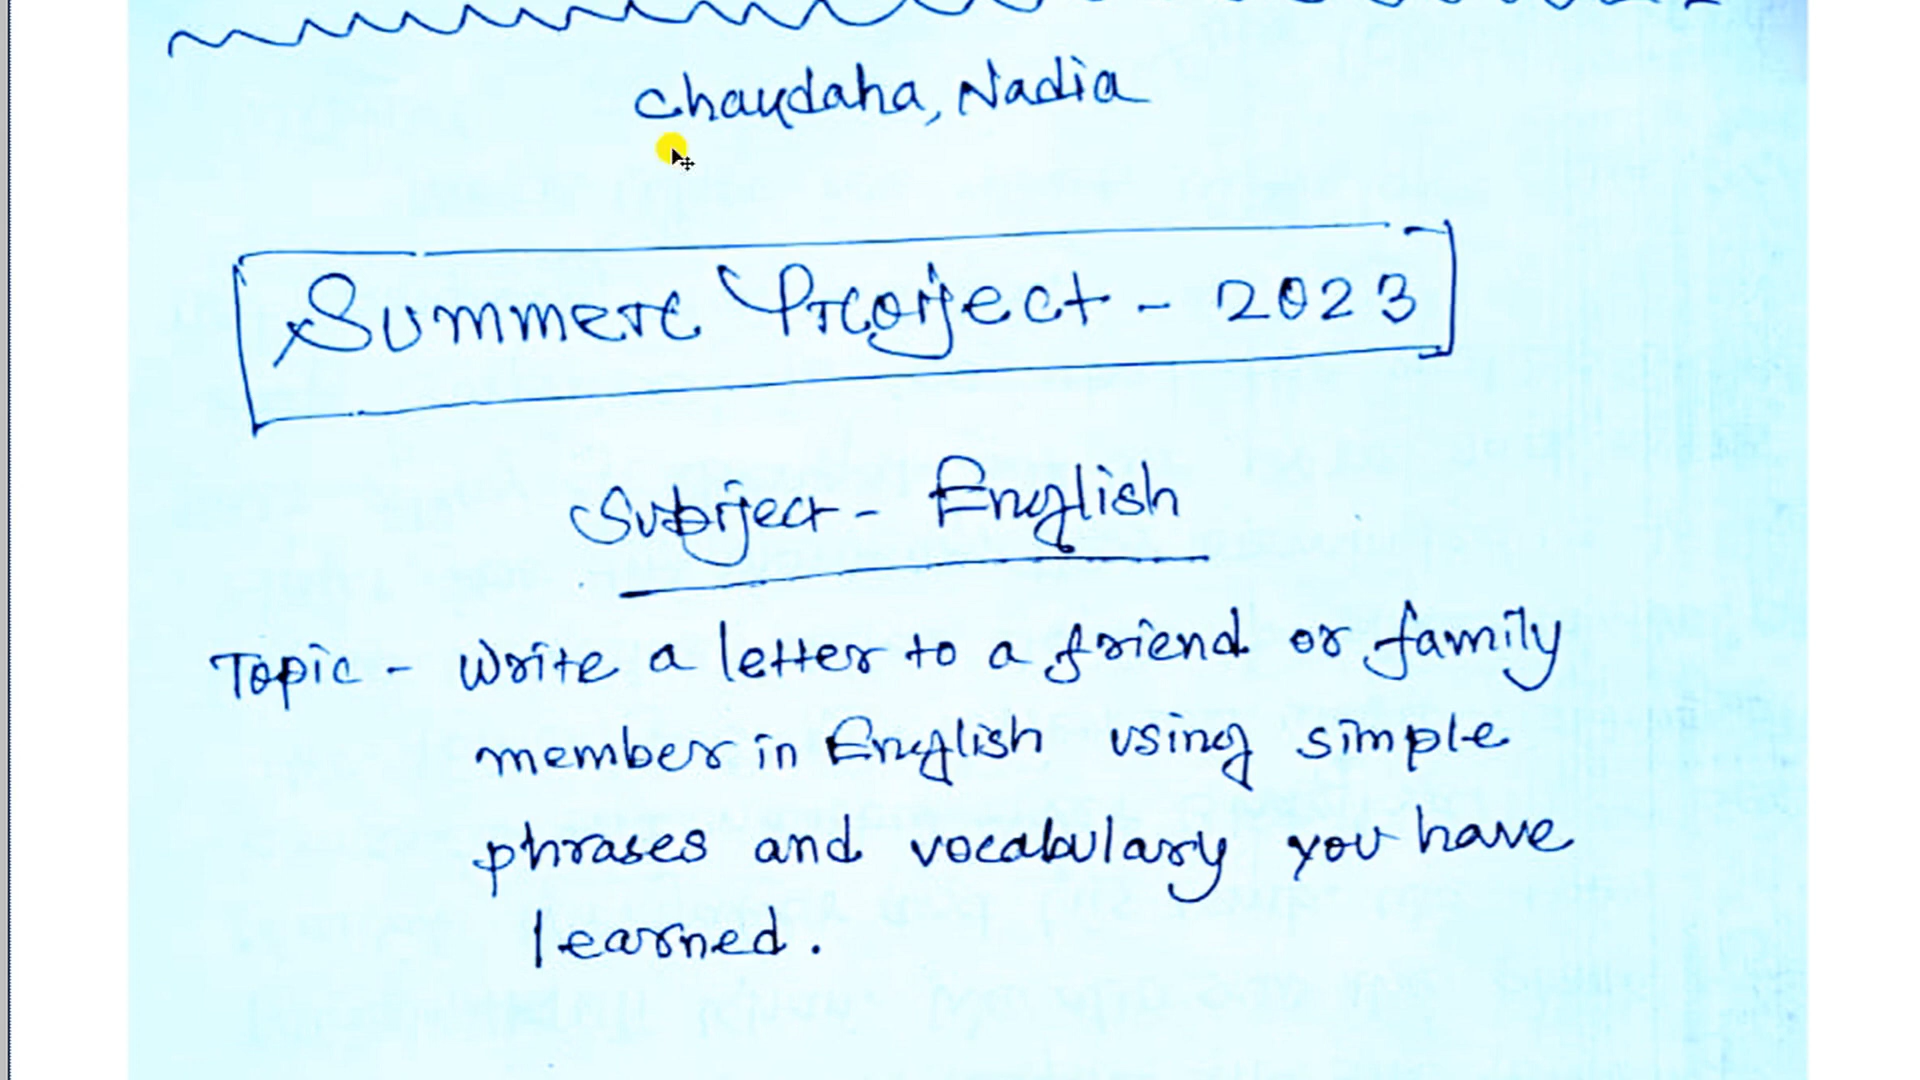 Chaudaha, Nadia
Summer Project - 2023
Subject - English
Topic - Write a letter to a friend or family
member in English using simple
phrases and vocabulary you have
learned.